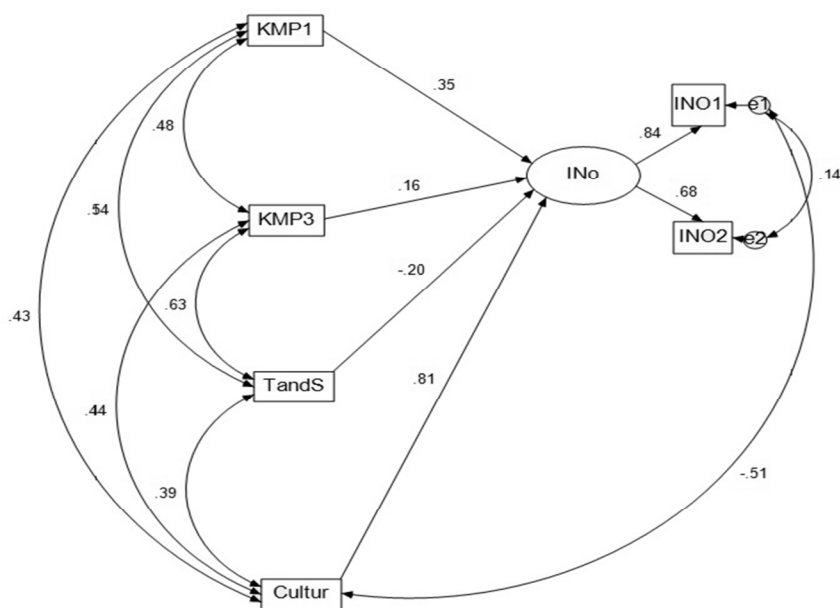 KMP1
.35
INO1
e1
.48
.84
INo
.14
.16
.68
.54
KMP3
INO2
e2
-.20
.63
.43
TandS
.81
.44
-.51
.39
Cultur